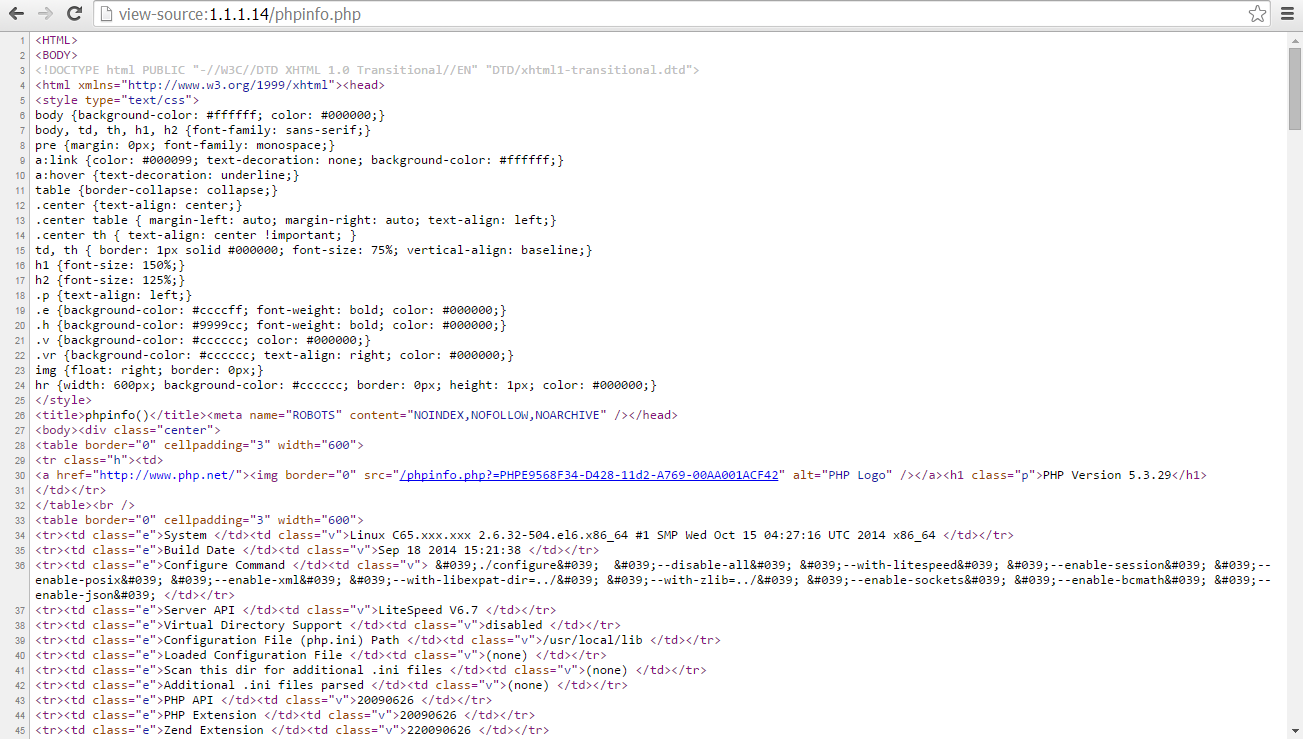 view-source:1.1.1.14/phpinfo.php
1 <HTML>
2 <BODY>
3 <!DOCTYPE html PUBLIC "-//W3C//DTD XHTML 1.0 Transitional//EN" "DTD/xhtml1-transitional.dtd">
4 <html xmlns="http://www.w3.org/1999/xhtml"><head>
5 <style type="text/css">
6 body {background-color: #ffffff; color: #000000;}
7 body, td, th, h1, h2 {font-family: sans-serif;}
8 pre {margin: 0px; font-family: monospace;}
9 a:link {color: #000099; text-decoration: none; background-color: #ffffff;}
10 a:hover {text-decoration: underline;}
11 table {border-collapse: collapse;}
12 .center {text-align: center;}
13 .center table { margin-left: auto; margin-right: auto; text-align: left;}
14 .center th { text-align: center !important; }
15 td, th { border: 1px solid #000000; font-size: 75%; vertical-align: baseline;}
16 h1 {font-size: 150%;}
17 h2 {font-size: 125%;}
18 .p {text-align: left;}
19 .e {background-color: #ccccff; font-weight: bold; color: #000000;}
20 .h {background-color: #9999cc; font-weight: bold; color: #000000;}
21 .v {background-color: #cccccc; color: #000000;}
22 .vr {background-color: #cccccc; text-align: right; color: #000000;}
23 img {float: right; border: 0px;}
24 hr {width: 600px; background-color: #cccccc; border: 0px; height: 1px; color: #000000;}
25 </style>
26 <title>phpinfo()</title><meta name="ROBOTS" content="NOINDEX,NOFOLLOW,NOARCHIVE" /></head>
27 <body><div class="center">
28 <table border="0" cellpadding="3" width="600">
29 <tr class="h"><td>
30 <a href="http://www.php.net/"><img border="0" src="/phpinfo.php?=PHPE9568F34-D428-11d2-A769-00AA001ACF42" alt="PHP Logo" /></a><h1 class="p">PHP Version 5.3.29</h1>
31 </td></tr>
32 </table><br />
33 <table border="0" cellpadding="3" width="600">
34 <tr><td class="e">System </td><td class="v">Linux C65.xxx.xxx 2.6.32-504.el6.x86_64 #1 SMP Wed Oct 15 04:27:16 UTC 2014 x86_64 </td></tr>
35 <tr><td class="e">Build Date </td><td class="v">Sep 18 2014 15:21:38 </td></tr>
36 <tr><td class="e">Configure Command </td><td class="v"> &#039;./configure&#039;  &#039;--disable-all&#039; &#039;--with-litespeed&#039; &#039;--enable-session&#039; &#039;--
enable-posix&#039; &#039;--enable-xml&#039; &#039;--with-libexpat-dir=../&#039; &#039;--with-zlib=../&#039; &#039;--enable-sockets&#039; &#039;--enable-bcmath&#039; &#039;--
enable-json&#039; </td></tr>
37 <tr><td class="e">Server API </td><td class="v">LiteSpeed V6.7 </td></tr>
38 <tr><td class="e">Virtual Directory Support </td><td class="v">disabled </td></tr>
39 <tr><td class="e">Configuration File (php.ini) Path </td><td class="v">/usr/local/lib </td></tr>
40 <tr><td class="e">Loaded Configuration File </td><td class="v">(none) </td></tr>
41 <tr><td class="e">Scan this dir for additional .ini files </td><td class="v">(none) </td></tr>
42 <tr><td class="e">Additional .ini files parsed </td><td class="v">(none) </td></tr>
43 <tr><td class="e">PHP API </td><td class="v">20090626 </td></tr>
44 <tr><td class="e">PHP Extension </td><td class="v">20090626 </td></tr>
45 <tr><td class="e">Zend Extension </td><td class="v">220090626 </td></tr>